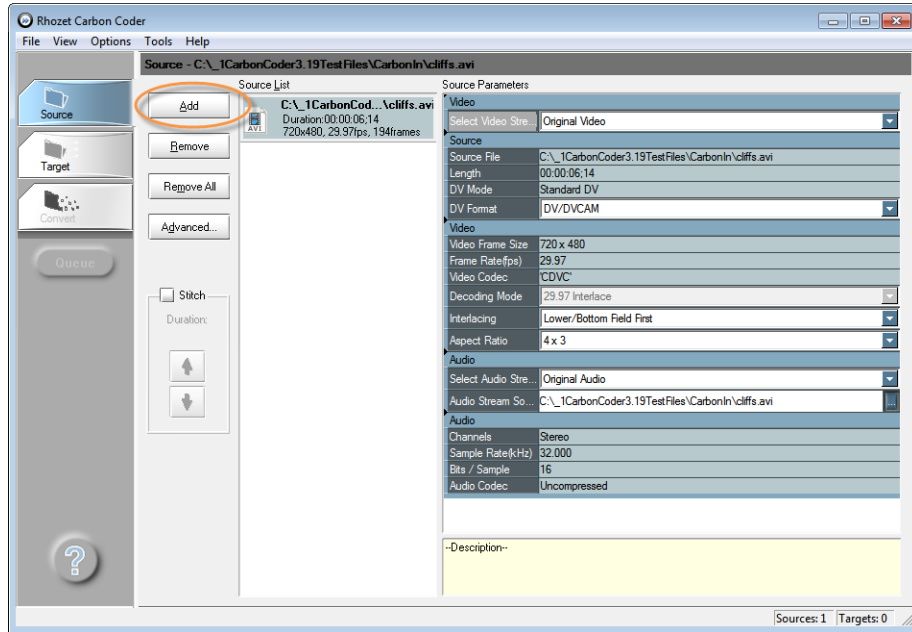 Rhozet Carbon Coder
File View Options Tools Help
Source - C:\_1CarbonCoder3.19TestFiles\CarbonIn\cliffs.avi
Source
Target
Convert
Queue
Add
Remove
Remove All
Advanced...
Stitch
Duration:
Source List
AVI
C:\_1CarbonCod...\cliffs.avi
Duration:00:00:06;14
720x480, 29.97fps, 194frames
Source Parameters
Video
Select Video Stre... Original Video
Source
Source File C:\_1CarbonCoder3.19TestFiles\CarbonIn\cliffs.avi
Length 00:00:06;14
DV Mode Standard DV
DV Format DV/DVCAM
Video
Video Frame Size 720 x 480
Frame Rate(fps) 29.97
Video Codec 'CDVC'
Decoding Mode 29.97 Interlace
Interlacing Lower/Bottom Field First
Aspect Ratio 4 x 3
Audio
Select Audio Stre... Original Audio
Audio Stream So... C:\_1CarbonCoder3.19TestFiles\CarbonIn\cliffs.avi ...
Audio
Channels Stereo
Sample Rate(kHz) 32.000
Bits / Sample 16
Audio Codec Uncompressed
--Description--
?
Sources: 1 Targets: 0